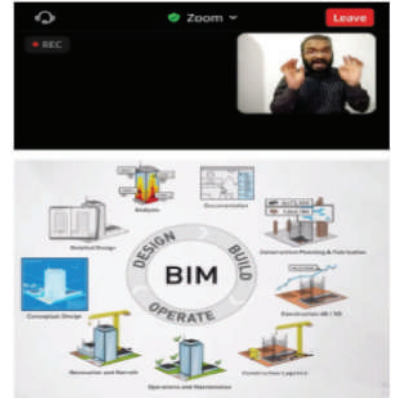 Zoom
Leave
REC
Analysis
Documentation
Detailed Design
Construction Planning & Fabrication
DESIGN
BUILD
OPERATE
BIM
Conceptual Design
Construction 4D / 5D
Renovation and Retrofit
Operations and Maintenance
Construction Logistics